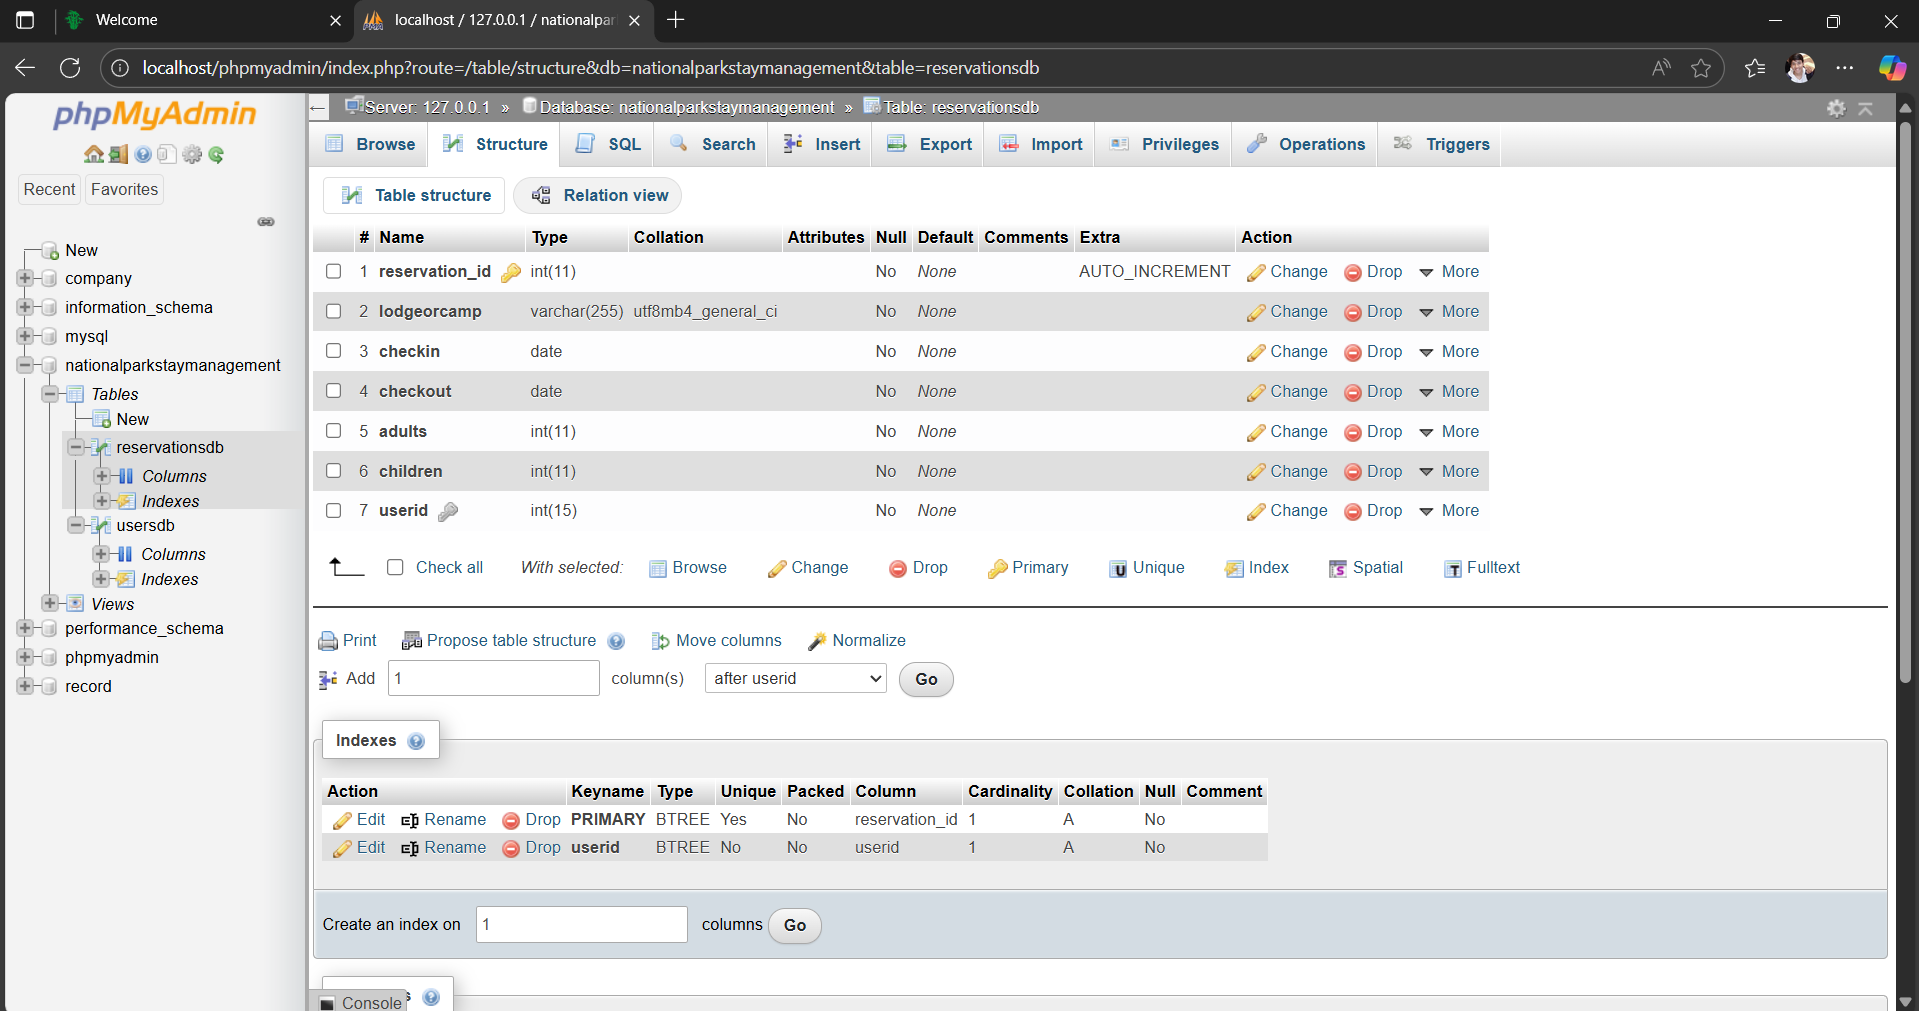 Welcome
localhost / 127.0.0.1 / nationalpar
localhost/phpmyadmin/index.php?route=/table/structure&db=nationalparkstaymanagement&table=reservationsdb
phpMyAdmin
Recent Favorites
New
company
information_schema
mysql
nationalparkstaymanagement
Tables
New
reservationsdb
Columns
Indexes
usersdb
Columns
Indexes
Views
performance_schema
phpmyadmin
record
Server: 127.0.0.1 » Database: nationalparkstaymanagement » Table: reservationsdb
Browse Structure SQL Search Insert Export Import Privileges Operations Triggers
Table structure Relation view
# Name Type Collation Attributes Null Default Comments Extra Action
1 reservation_id int(11) No None AUTO_INCREMENT Change Drop More
2 lodgeorcamp varchar(255) utf8mb4_general_ci No None Change Drop More
3 checkin date No None Change Drop More
4 checkout date No None Change Drop More
5 adults int(11) No None Change Drop More
6 children int(11) No None Change Drop More
7 userid int(15) No None Change Drop More
Check all With selected: Browse Change Drop Primary Unique Index Spatial Fulltext
Print Propose table structure Move columns Normalize
Add 1 column(s) after userid Go
Indexes
Action Keyname Type Unique Packed Column Cardinality Collation Null Comment
Edit Rename Drop PRIMARY BTREE Yes No reservation_id 1 A No
Edit Rename Drop userid BTREE No No userid 1 A No
Create an index on 1 columns Go
Console